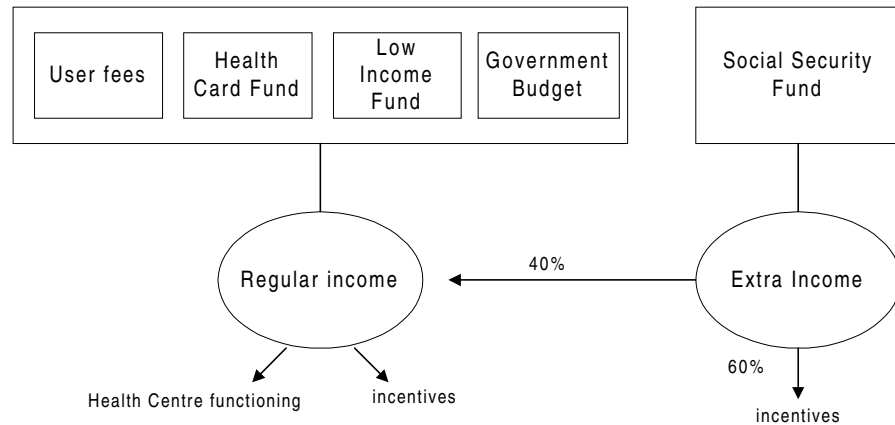 User fees
Health
Card Fund
Low
Income
Fund
Government
Budget
Social Security
Fund
Regular income
40%
Extra Income
60%
Health Centre functioning
incentives
incentives